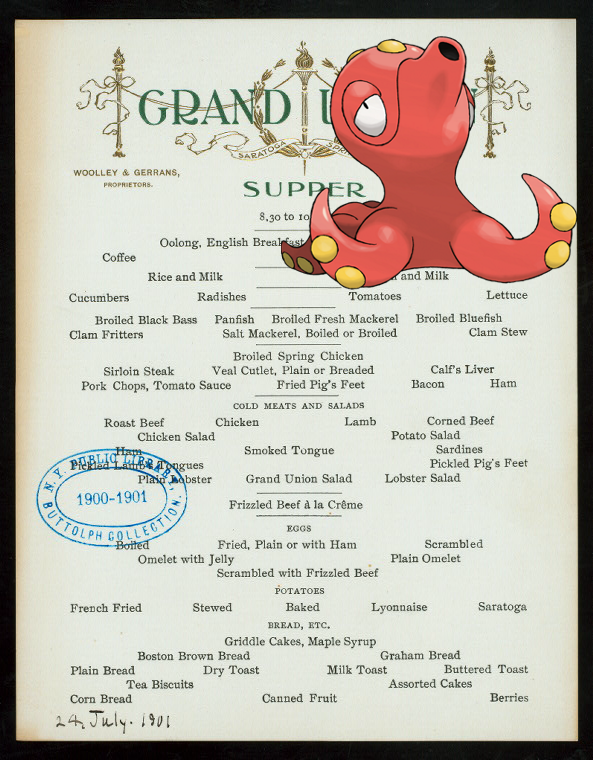 GRAND
SARATOGA
WOOLLEY & GERRANS,
PROPRIETORS.
SUPPER
8,30 to
Oolong, English Breakfast
Coffee
Rice and Milk and Milk
Cucumbers Radishes Tomatoes Lettuce
Broiled Black Bass Panfish Broiled Fresh Mackerel Broiled Bluefish
Clam Fritters Salt Mackerel, Boiled or Broiled Clam Stew
Broiled Spring Chicken
Sirloin Steak Veal Cutlet, Plain or Breaded Calf's Liver
Pork Chops, Tomato Sauce Fried Pig's Feet Bacon Ham
COLD MEATS AND SALADS
Roast Beef Chicken Lamb Corned Beef
Chicken Salad Potato Salad
Ham Smoked Tongue Sardines
Pickled Lamb's Tongues Pickled Pig's Feet
Plain Lobster Grand Union Salad Lobster Salad
N.Y. PUBLIC LIBRARY,
1900-1901
BUTTOLPH COLLECTION.
Frizzled Beef à la Crême
EGGS
Boiled Fried, Plain or with Ham Scrambled
Omelet with Jelly Plain Omelet
Scrambled with Frizzled Beef
POTATOES
French Fried Stewed Baked Lyonnaise Saratoga
BREAD, ETC.
Griddle Cakes, Maple Syrup
Boston Brown Bread Graham Bread
Plain Bread Dry Toast Milk Toast Buttered Toast
Tea Biscuits Assorted Cakes
Corn Bread Canned Fruit Berries
24, July. 1901